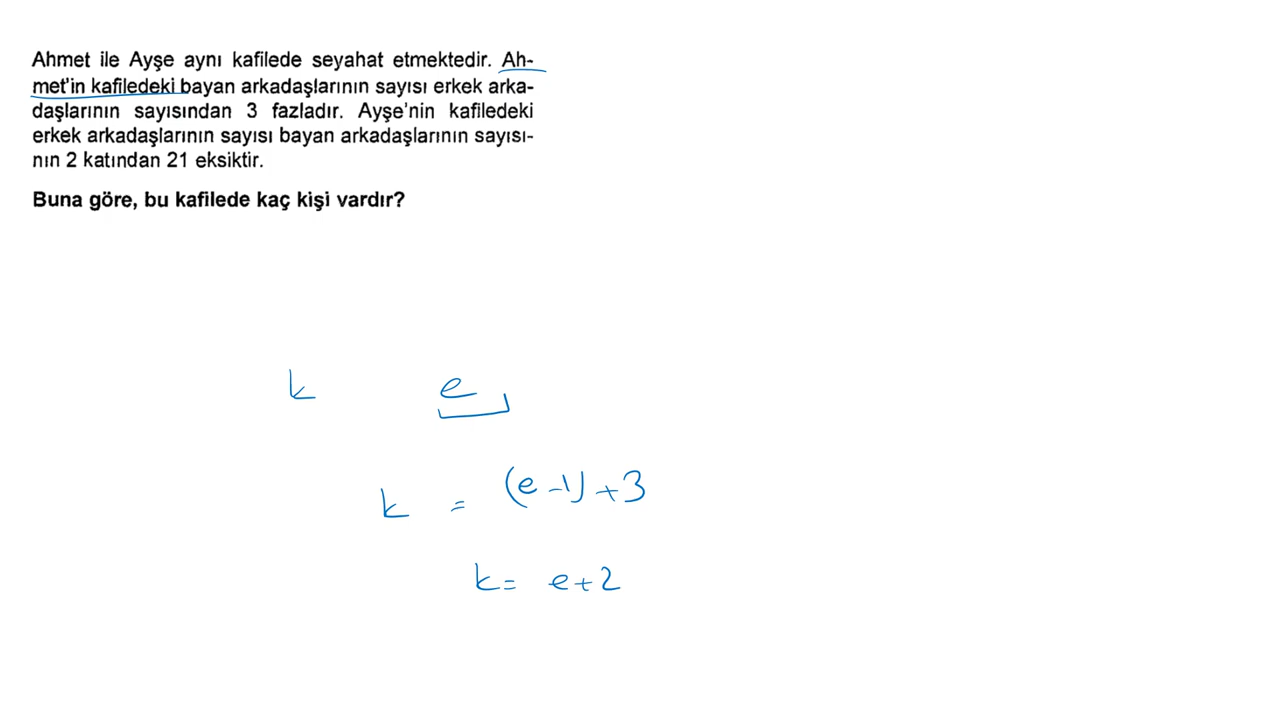 Ahmet ile Ayşe aynı kafilede seyahat etmektedir. Ah-
met'in kafiledeki bayan arkadaşlarının sayısı erkek arka-
daşlarının sayısından 3 fazladır. Ayşe'nin kafiledeki
erkek arkadaşlarının sayısı bayan arkadaşlarının sayısı-
nın 2 katından 21 eksiktir.
Buna göre, bu kafilede kaç kişi vardır?
k e
k = (e-1) + 3
k = e+2